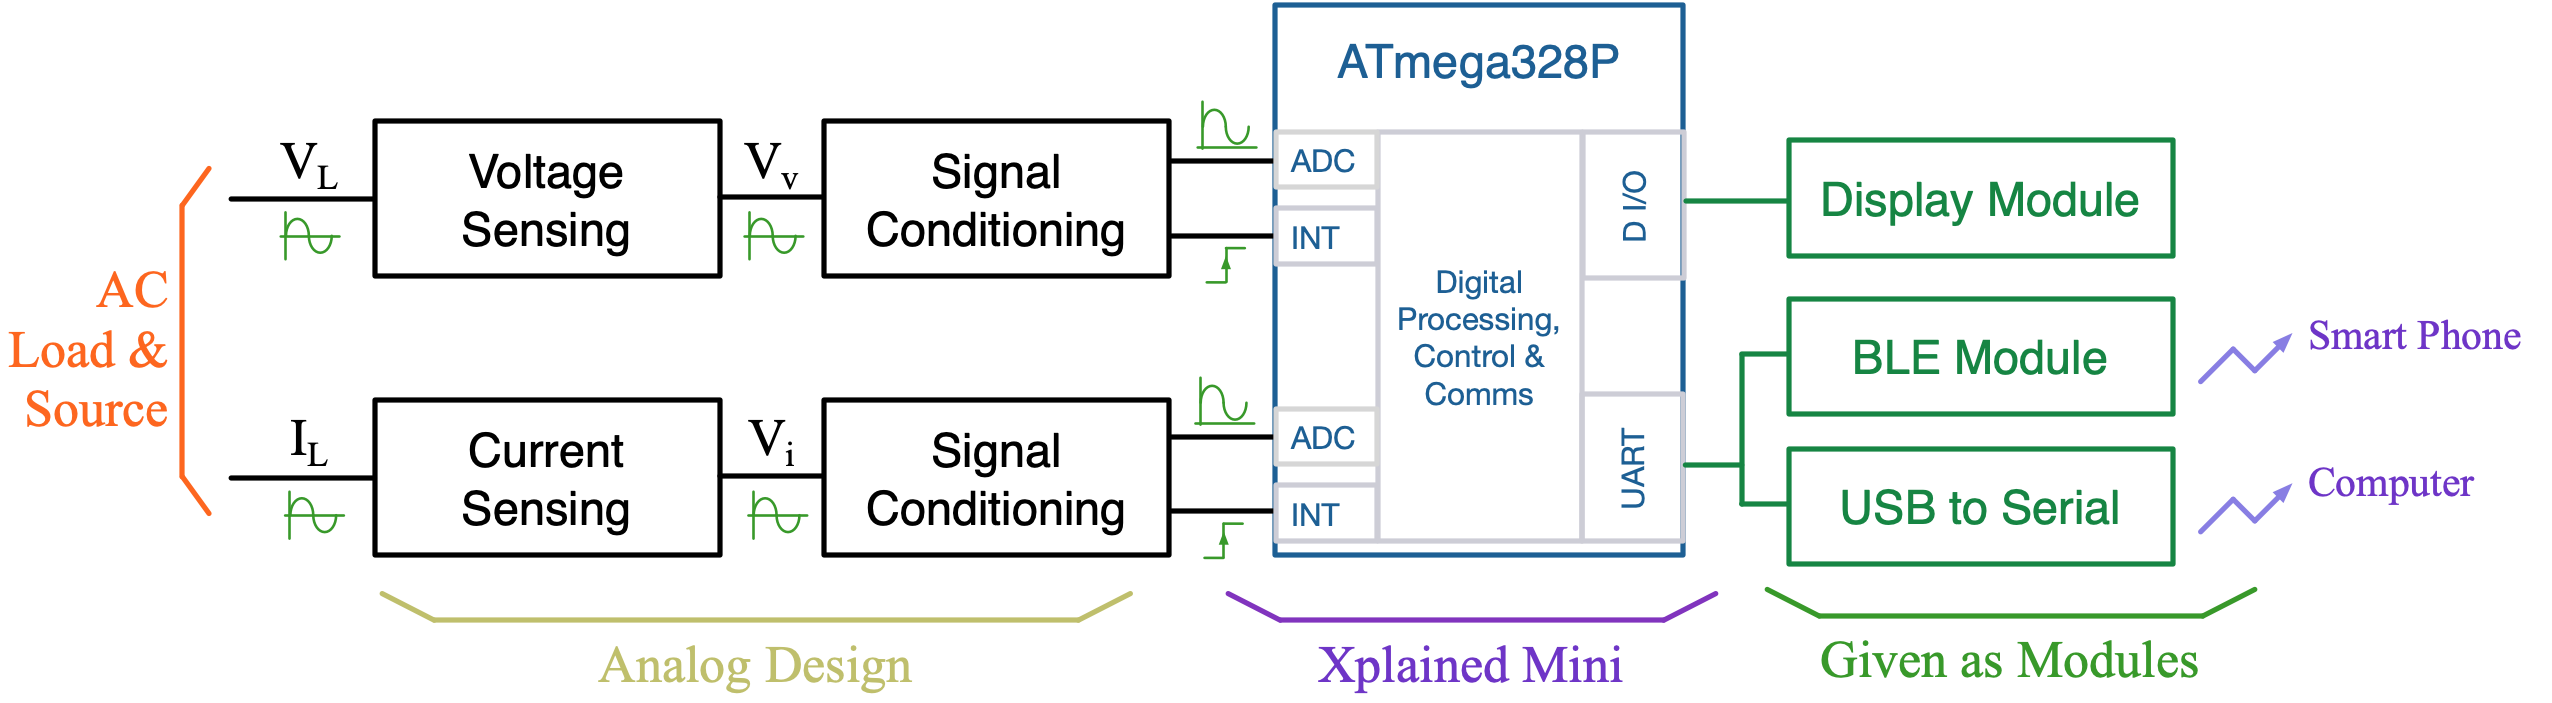 AC
Load &
Source
V_L
Voltage
Sensing
V_v
Signal
Conditioning
I_L
Current
Sensing
V_i
Signal
Conditioning
Analog Design
ATmega328P
ADC
INT
ADC
INT
Digital
Processing,
Control &
Comms
D I/O
UART
Xplained Mini
Display Module
BLE Module
USB to Serial
Given as Modules
Smart Phone
Computer